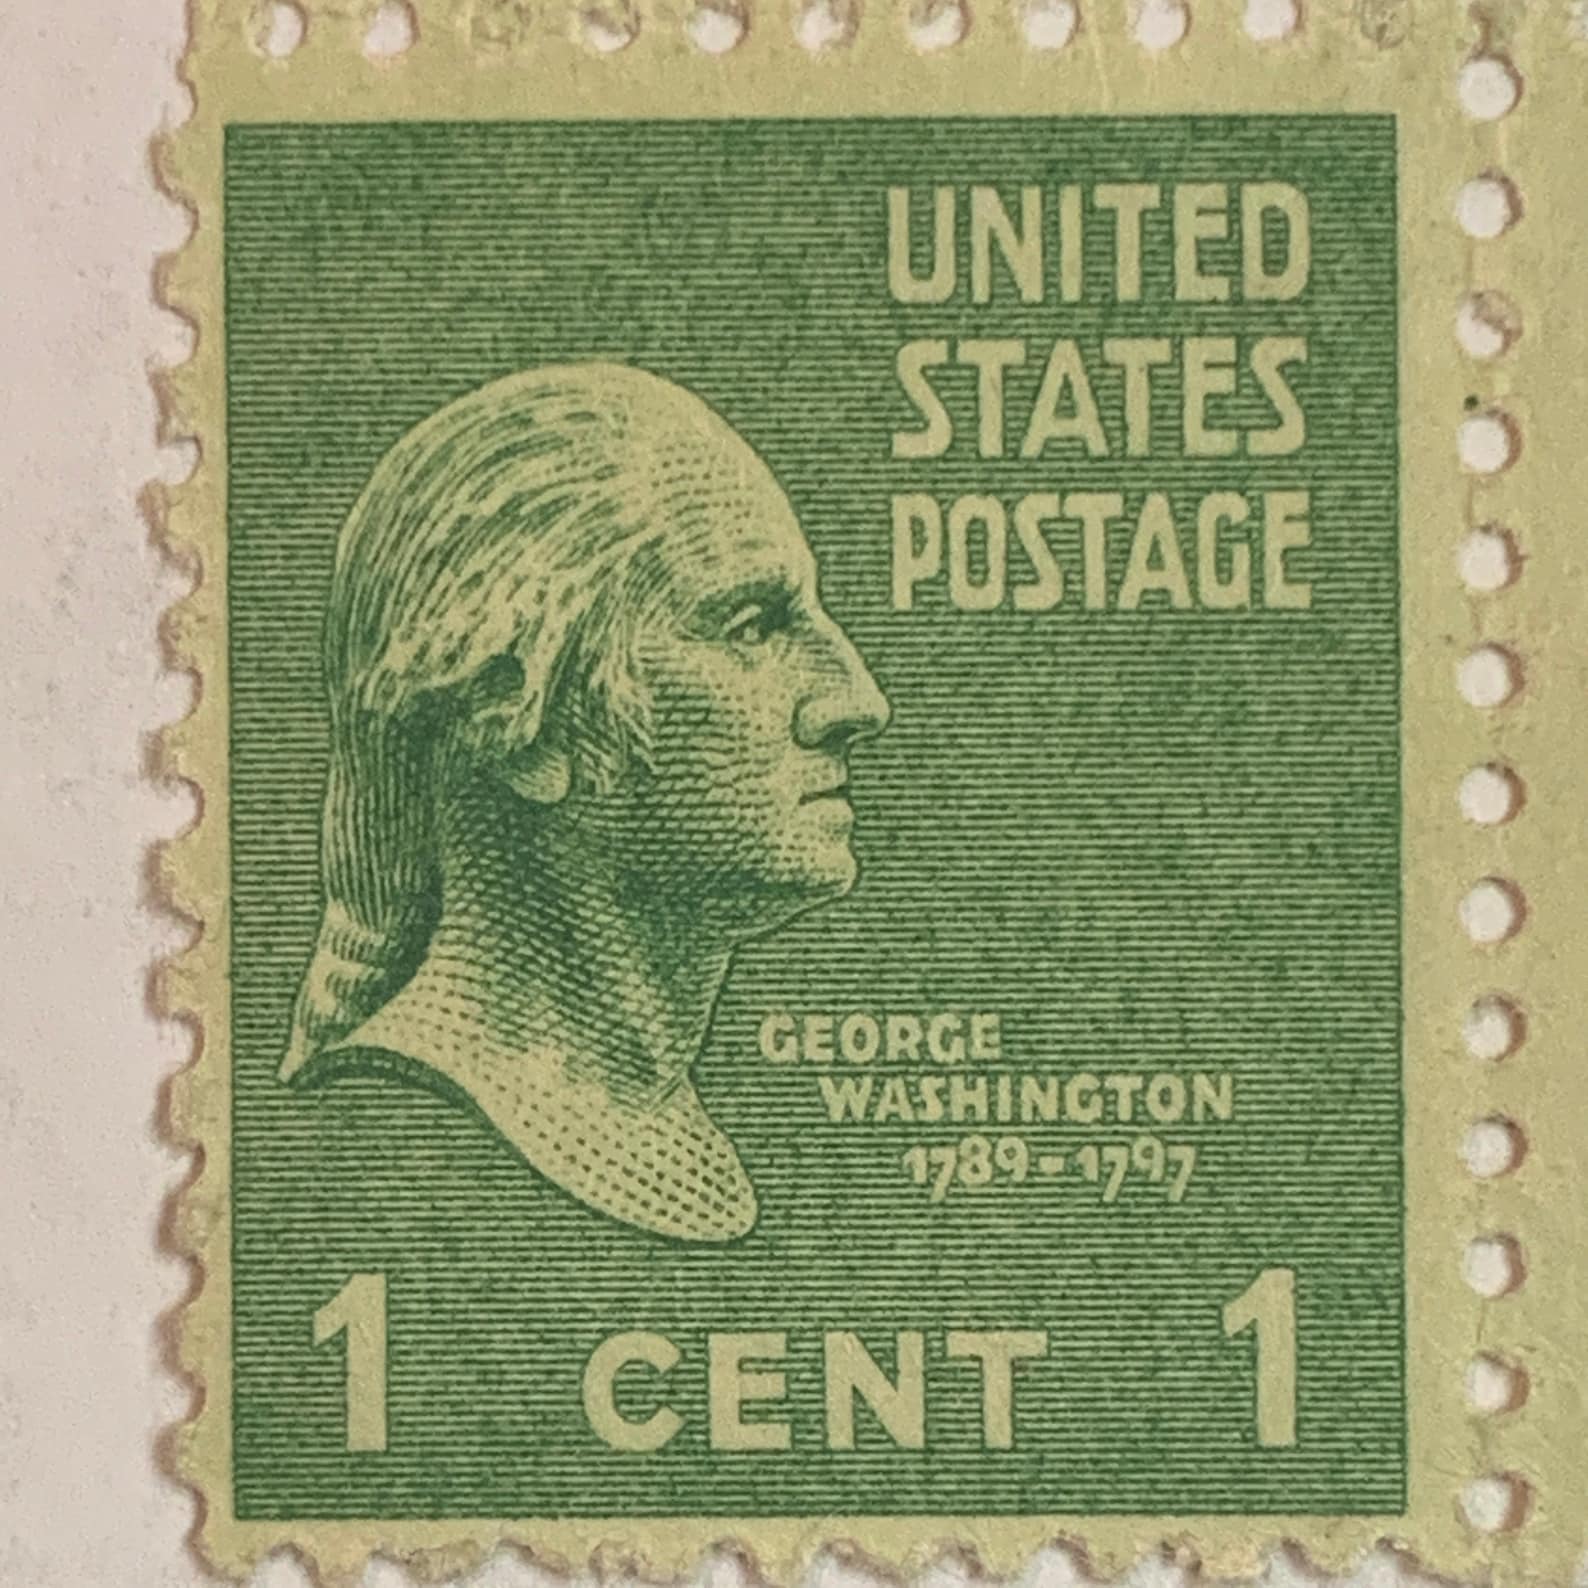 UNITED
STATES
POSTAGE
GEORGE
WASHINGTON
1789-1797
1 CENT 1